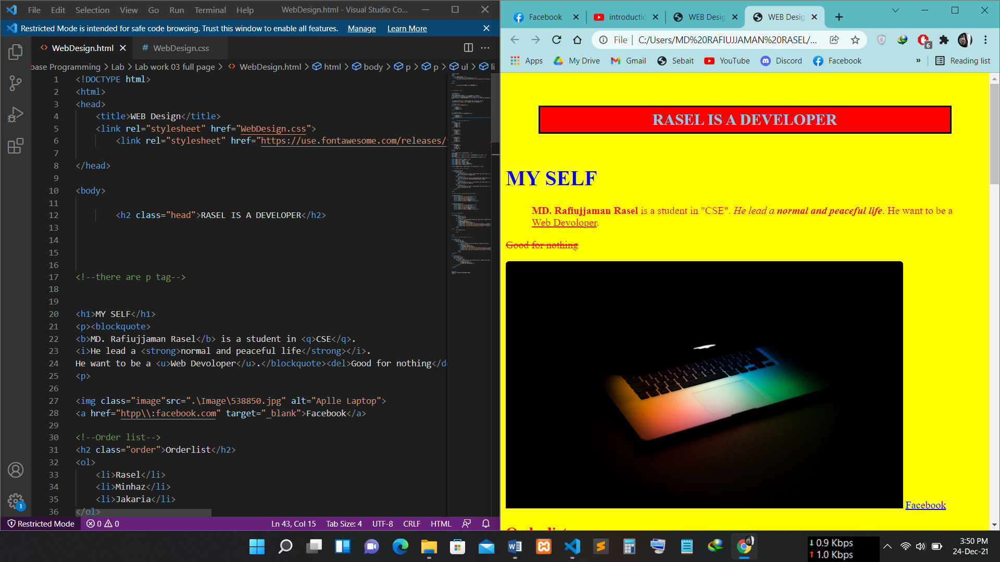 File Edit Selection View Go Run Terminal Help WebDesign.html - Visual Studio Co...
Restricted Mode is intended for safe code browsing. Trust this window to enable all features. Manage Learn More
WebDesign.html # WebDesign.css
base Programming > Lab > Lab work 03 full page > WebDesign.html > html > body > p > p > ul > li
1 <!DOCTYPE html>
2 <html>
3 <head>
4 <title>WEB Design</title>
5 <link rel="stylesheet" href="WebDesign.css">
6 <link rel="stylesheet" href="https://use.fontawesome.com/releases/
7
8 </head>
9
10 <body>
11
12 <h2 class="head">RASEL IS A DEVELOPER</h2>
13
14
15
16
17 <!--there are p tag-->
18
19
20 <h1>MY SELF</h1>
21 <p><blockquote>
22 <b>MD. Rafiujjaman Rasel</b> is a student in <q>CSE</q>.
23 <i>He lead a <strong>normal and peaceful life</strong></i>.
24 He want to be a <u>Web Devoloper</u>.</blockquote><del>Good for nothing</de
25 <p>
26
27 <img class="image"src=".\Image\538850.jpg" alt="Aplle Laptop">
28 <a href="htpp\\:facebook.com" target="_blank">Facebook</a>
29
30 <!--Order list-->
31 <h2 class="order">Orderlist</h2>
32 <ol>
33 <li>Rasel</li>
34 <li>Minhaz</li>
35 <li>Jakaria</li>
36 </ol>
1
Restricted Mode 0 0 Ln 43, Col 15 Tab Size: 4 UTF-8 CRLF HTML
Facebook introductio WEB Desig WEB Desig
File | C:/Users/MD%20RAFIUJJAMAN%20RASEL/... 6
Apps My Drive Gmail Sebait YouTube Discord Facebook » Reading list
RASEL IS A DEVELOPER
MY SELF
MD. Rafiujjaman Rasel is a student in "CSE". He lead a normal and peaceful life. He want to be a
Web Devoloper.
Good for nothing
Facebook
Orderlist
↓ 0.9 Kbps
↑ 1.0 Kbps
3:50 PM
24-Dec-21